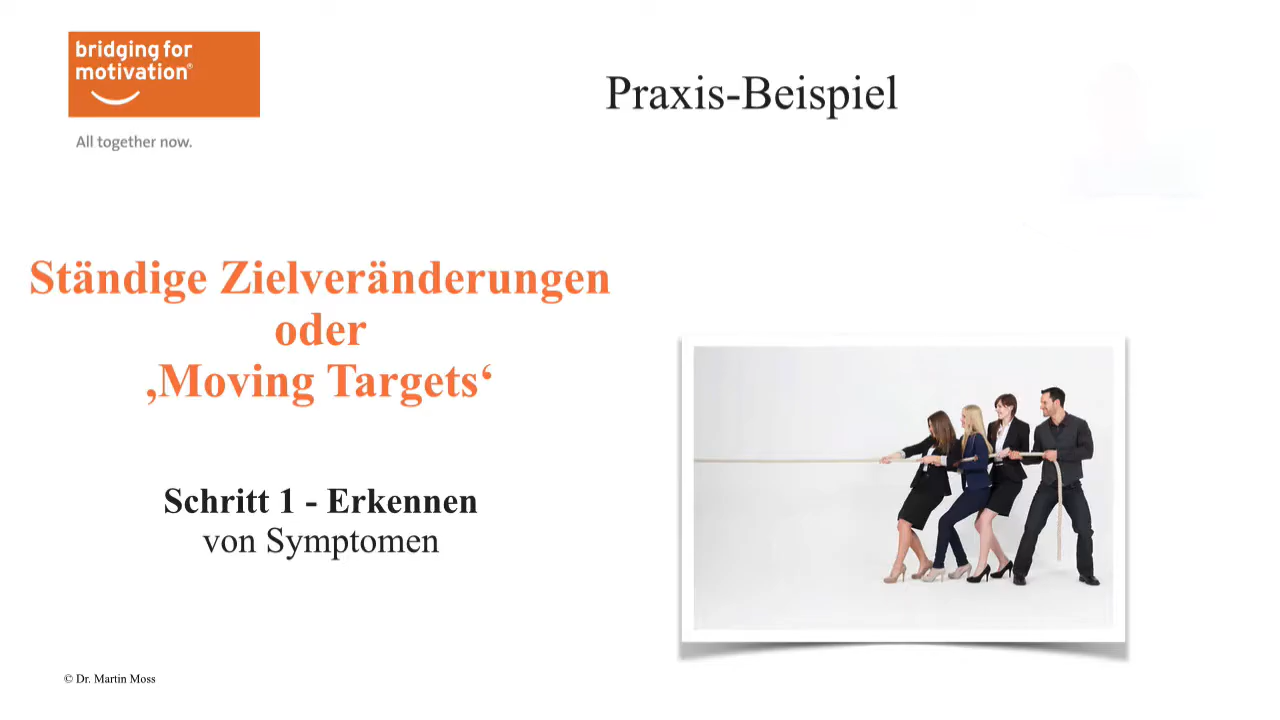 bridging for
motivation®
All together now.
Praxis-Beispiel
Ständige Zielveränderungen
oder
‚Moving Targets‘
Schritt 1 - Erkennen
von Symptomen
© Dr. Martin Moss